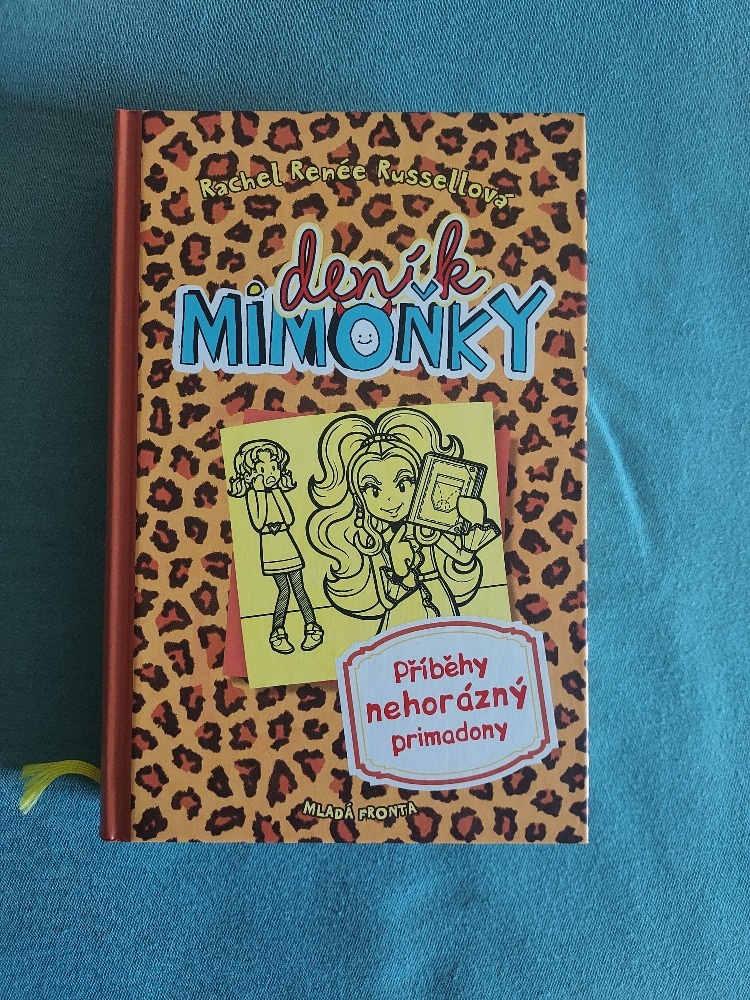 Rachel Renée Russellová
deník
MIMOŇKY
Příběhy
nehorázný
primadony
MLADÁ FRONTA